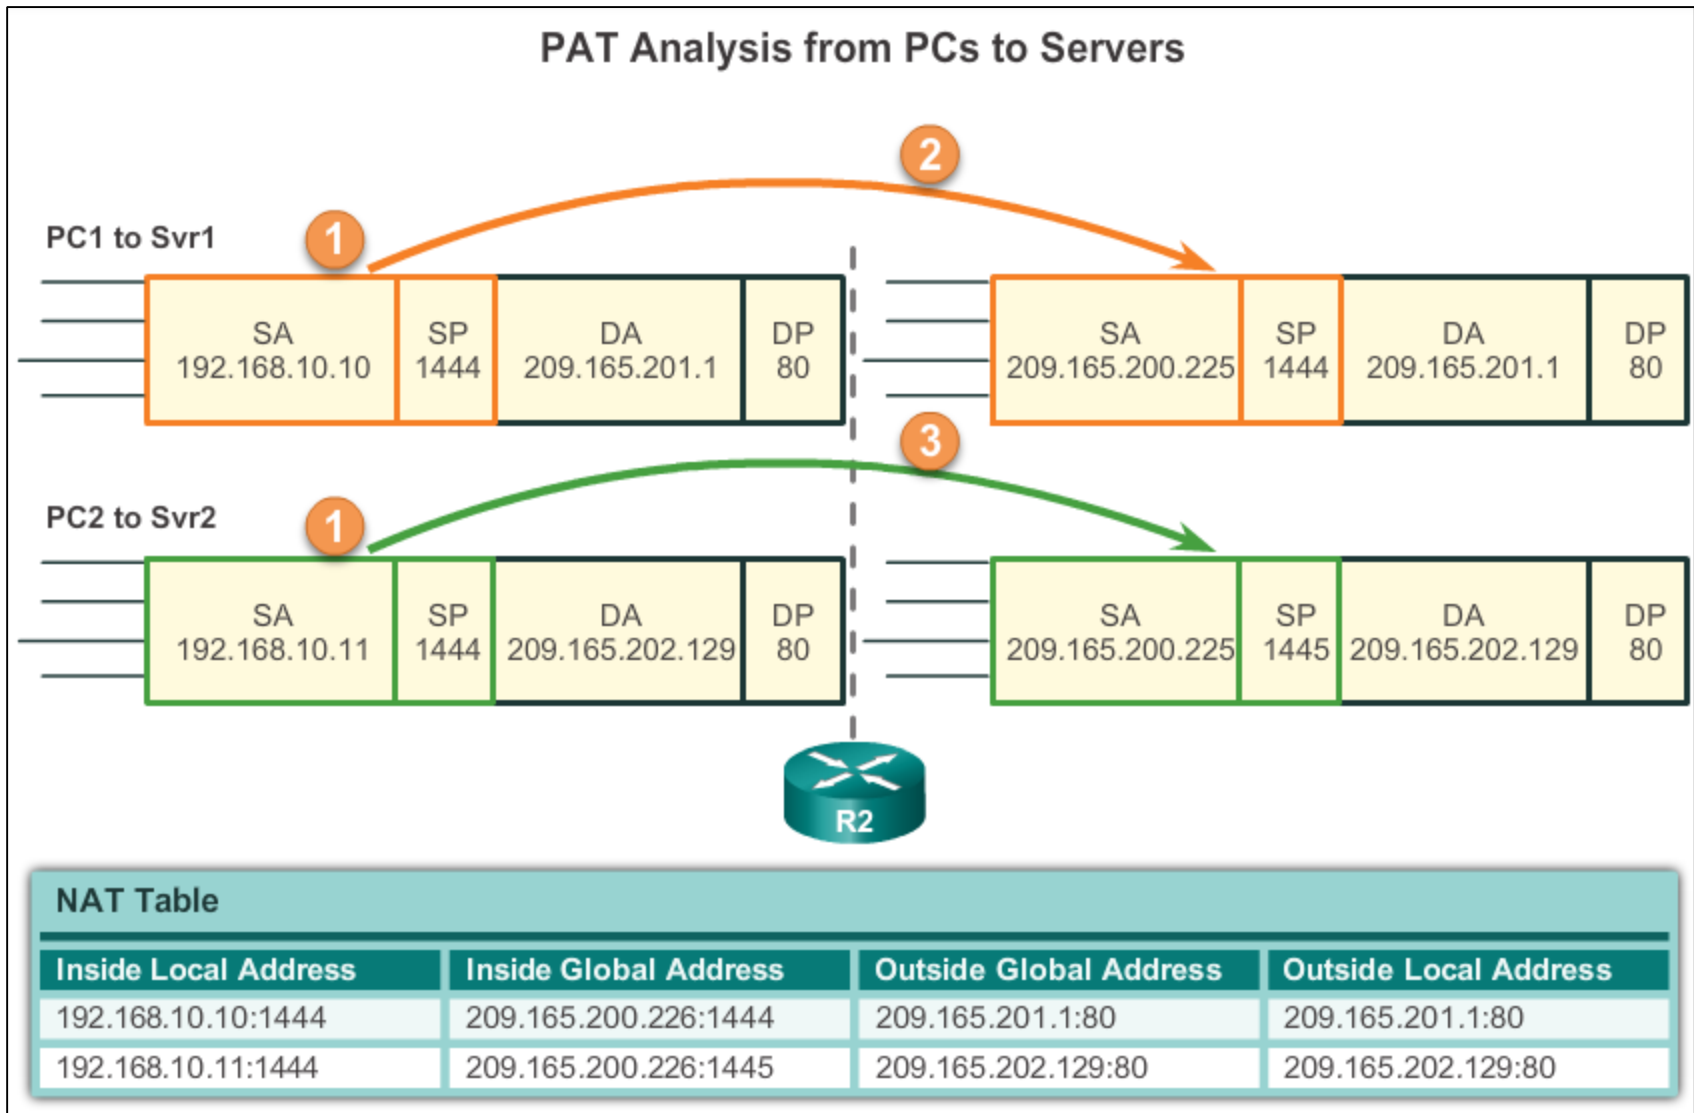 PAT Analysis from PCs to Servers
2
PC1 to Svr1
1
SA
192.168.10.10
SP
1444
DA
209.165.201.1
DP
80
SA
209.165.200.225
SP
1444
DA
209.165.201.1
DP
80
3
PC2 to Svr2
1
SA
192.168.10.11
SP
1444
DA
209.165.202.129
DP
80
SA
209.165.200.225
SP
1445
DA
209.165.202.129
DP
80
R2
NAT Table
Inside Local Address Inside Global Address Outside Global Address Outside Local Address
192.168.10.10:1444 209.165.200.226:1444 209.165.201.1:80 209.165.201.1:80
192.168.10.11:1444 209.165.200.226:1445 209.165.202.129:80 209.165.202.129:80